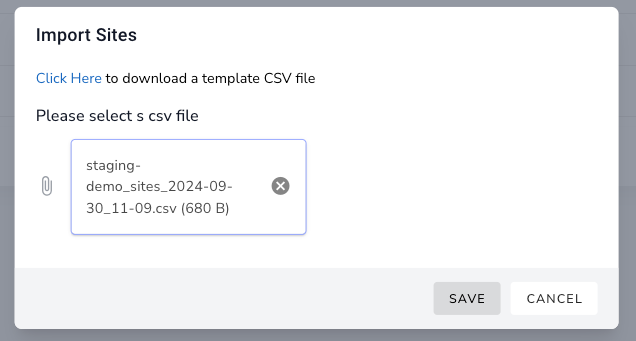 Import Sites
Click Here to download a template CSV file
Please select s csv file
staging-
demo_sites_2024-09-
30_11-09.csv (680 B)
SAVE
CANCEL